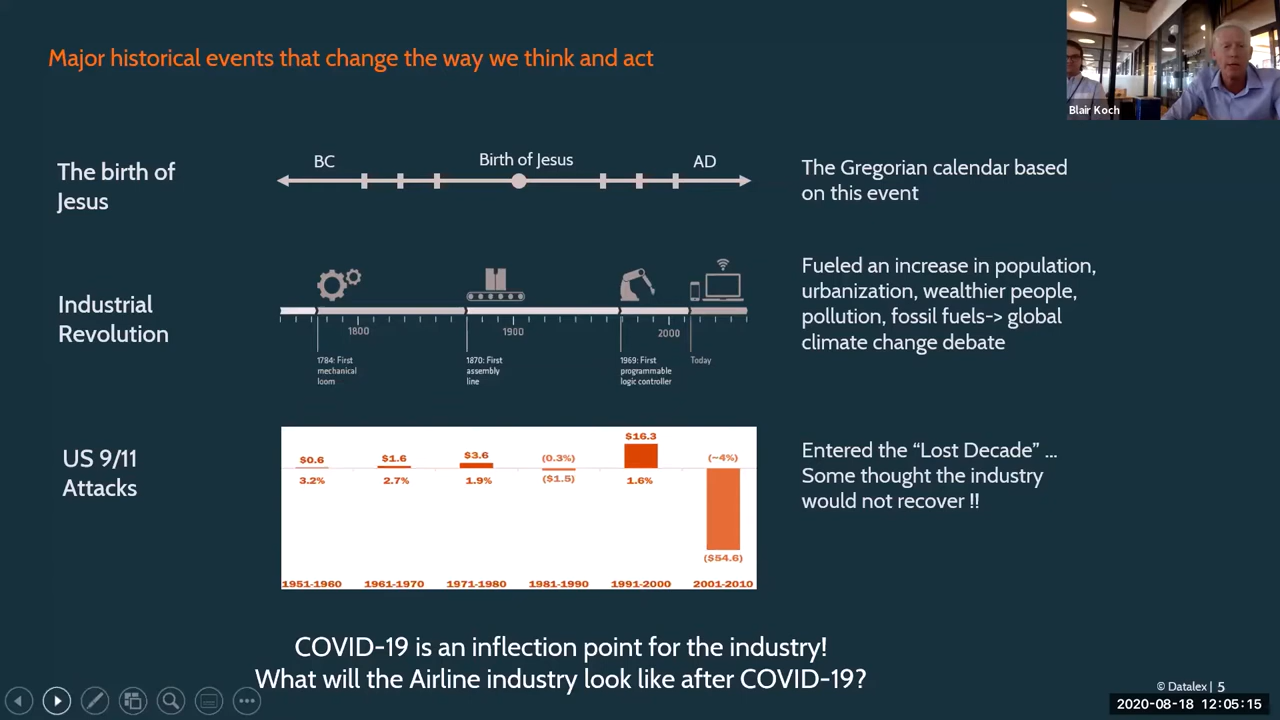 Major historical events that change the way we think and act
Blair Koch
The birth of
Jesus
BC
Birth of Jesus
AD
The Gregorian calendar based
on this event
Industrial
Revolution
1800
1900
2000
1784: First
mechanical
loom
1870: First
assembly
line
1969: First
programmable
logic controller
Today
Fueled an increase in population,
urbanization, wealthier people,
pollution, fossil fuels-> global
climate change debate
US 9/11
Attacks
$0.6
$1.6
$3.6
(0.3%)
$16.3
(~4%)
3.2%
2.7%
1.9%
($1.5)
1.6%
($54.6)
1951-1960
1961-1970
1971-1980
1981-1990
1991-2000
2001-2010
Entered the “Lost Decade” ...
Some thought the industry
would not recover !!
COVID-19 is an inflection point for the industry!
What will the Airline industry look like after COVID-19?
© Datalex | 5
2020-08-18 12:05:15